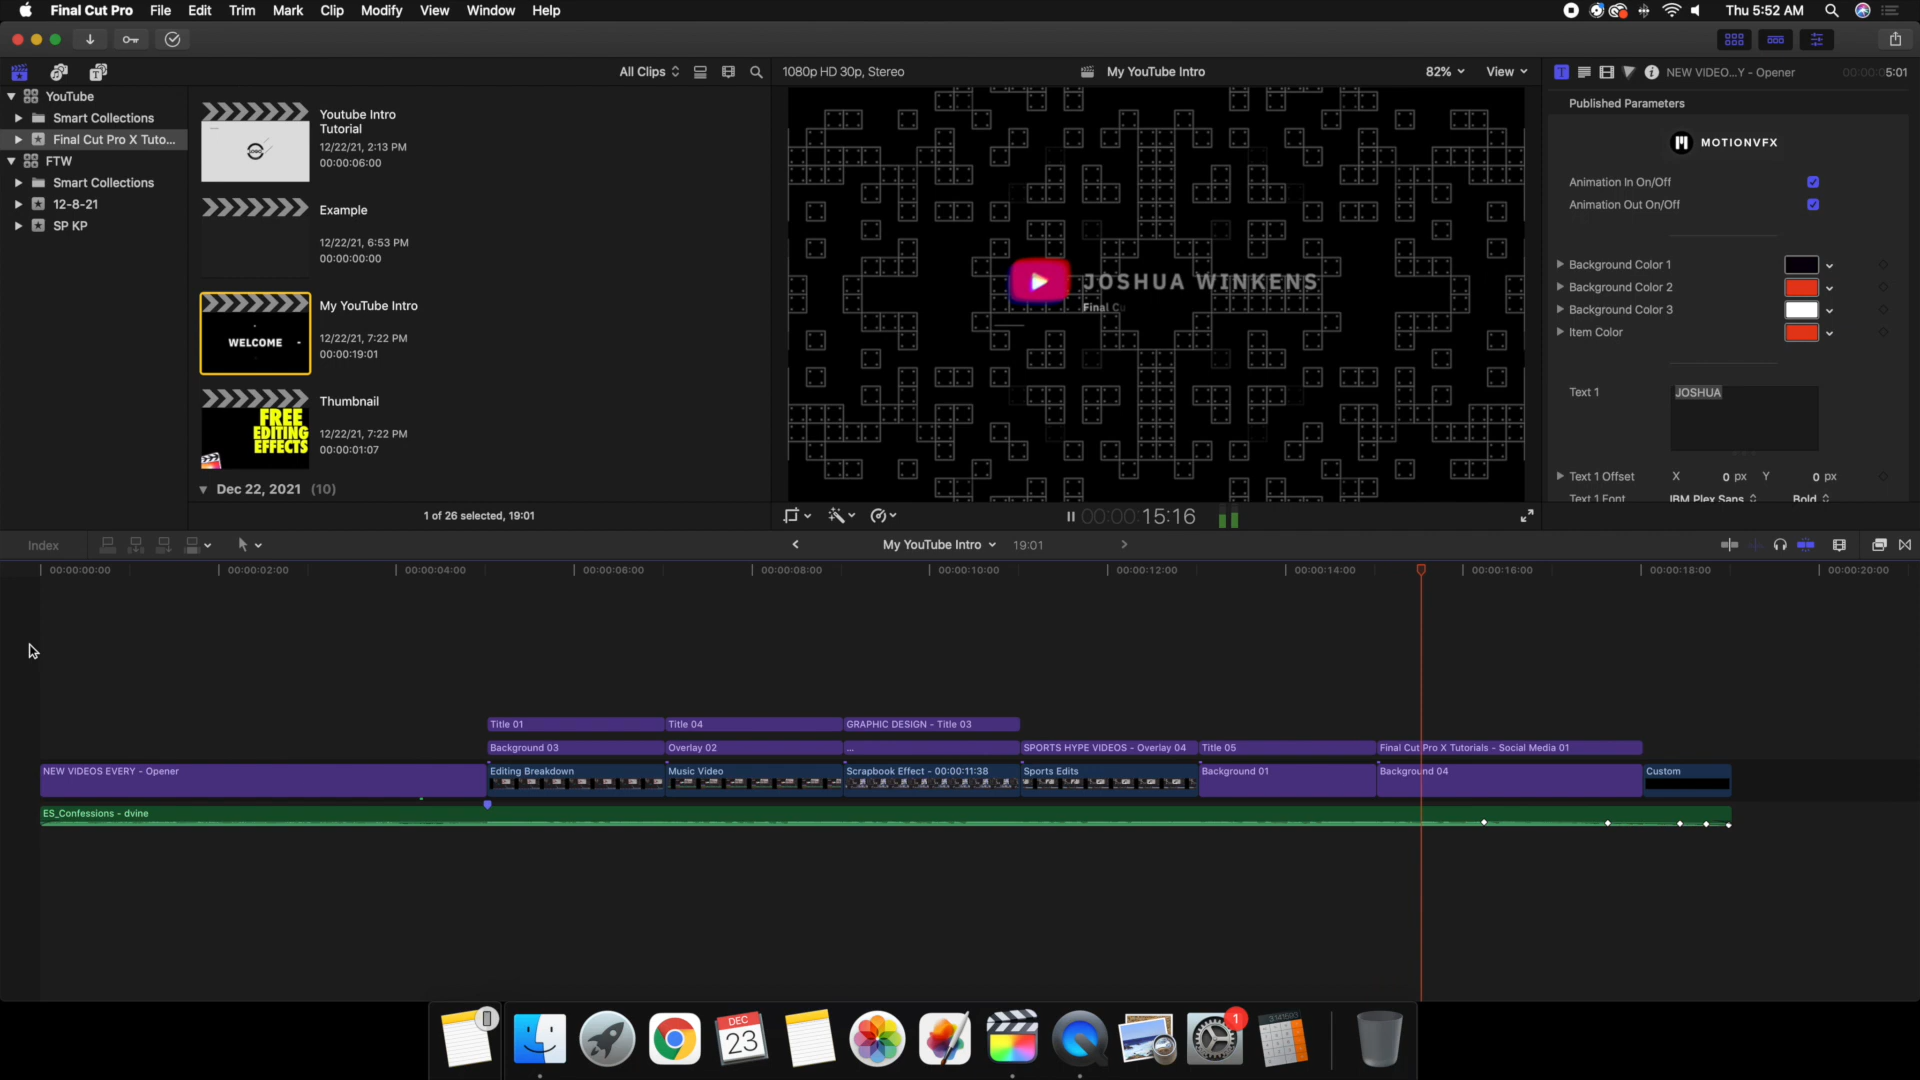 Final Cut Pro File Edit Trim Mark Clip Modify View Window Help
Thu 5:52 AM
All Clips
1080p HD 30p, Stereo
My YouTube Intro
82%
View
NEW VIDEO...Y - Opener
00:00:05:01
YouTube
Smart Collections
Final Cut Pro X Tuto...
FTW
Smart Collections
12-8-21
SP KP
Youtube Intro
Tutorial
12/22/21, 2:13 PM
00:00:06:00
Example
12/22/21, 6:53 PM
00:00:00:00
WELCOME
My YouTube Intro
12/22/21, 7:22 PM
00:00:19:01
FREE
EDITING
EFFECTS
Thumbnail
12/22/21, 7:22 PM
00:00:01:07
Dec 22, 2021 (10)
1 of 26 selected, 19:01
JOSHUA WINKENS
Final Cu
00:00:15:16
Published Parameters
MOTIONVFX
Animation In On/Off
Animation Out On/Off
Background Color 1
Background Color 2
Background Color 3
Item Color
Text 1
JOSHUA
Text 1 Offset X 0 px Y 0 px
Text 1 Font IBM Plex Sans Bold
Index
My YouTube Intro 19:01
00:00:00:00 00:00:02:00 00:00:04:00 00:00:06:00 00:00:08:00 00:00:10:00 00:00:12:00 00:00:14:00 00:00:16:00 00:00:18:00 00:00:20:00
Title 01 Title 04 GRAPHIC DESIGN - Title 03
Background 03 Overlay 02 ... SPORTS HYPE VIDEOS - Overlay 04 Title 05 Final Cut Pro X Tutorials - Social Media 01
NEW VIDEOS EVERY - Opener Editing Breakdown Music Video Scrapbook Effect - 00:00:11:38 Sports Edits Background 01 Background 04 Custom
ES_Confessions - dvine
DEC
23
1